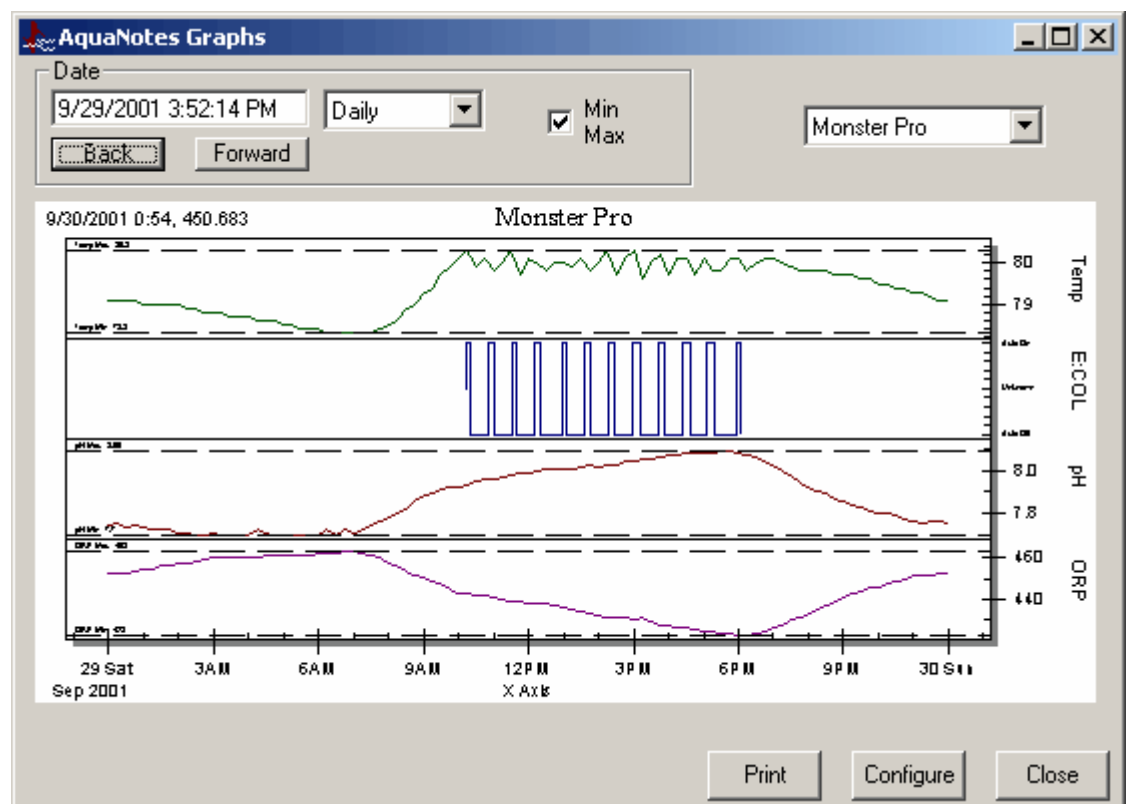 AquaNotes Graphs
Date
9/29/2001 3:52:14 PM
Daily
Min
Max
Monster Pro
Back
Forward
9/30/2001 0:54, 450.683
Monster Pro
80
79
Temp
E:COL
8.0
7.8
pH
460
440
ORP
29 Sat
3AM
6AM
9AM
12PM
3PM
6PM
9PM
30 Sun
Sep 2001
X Axis
Print
Configure
Close